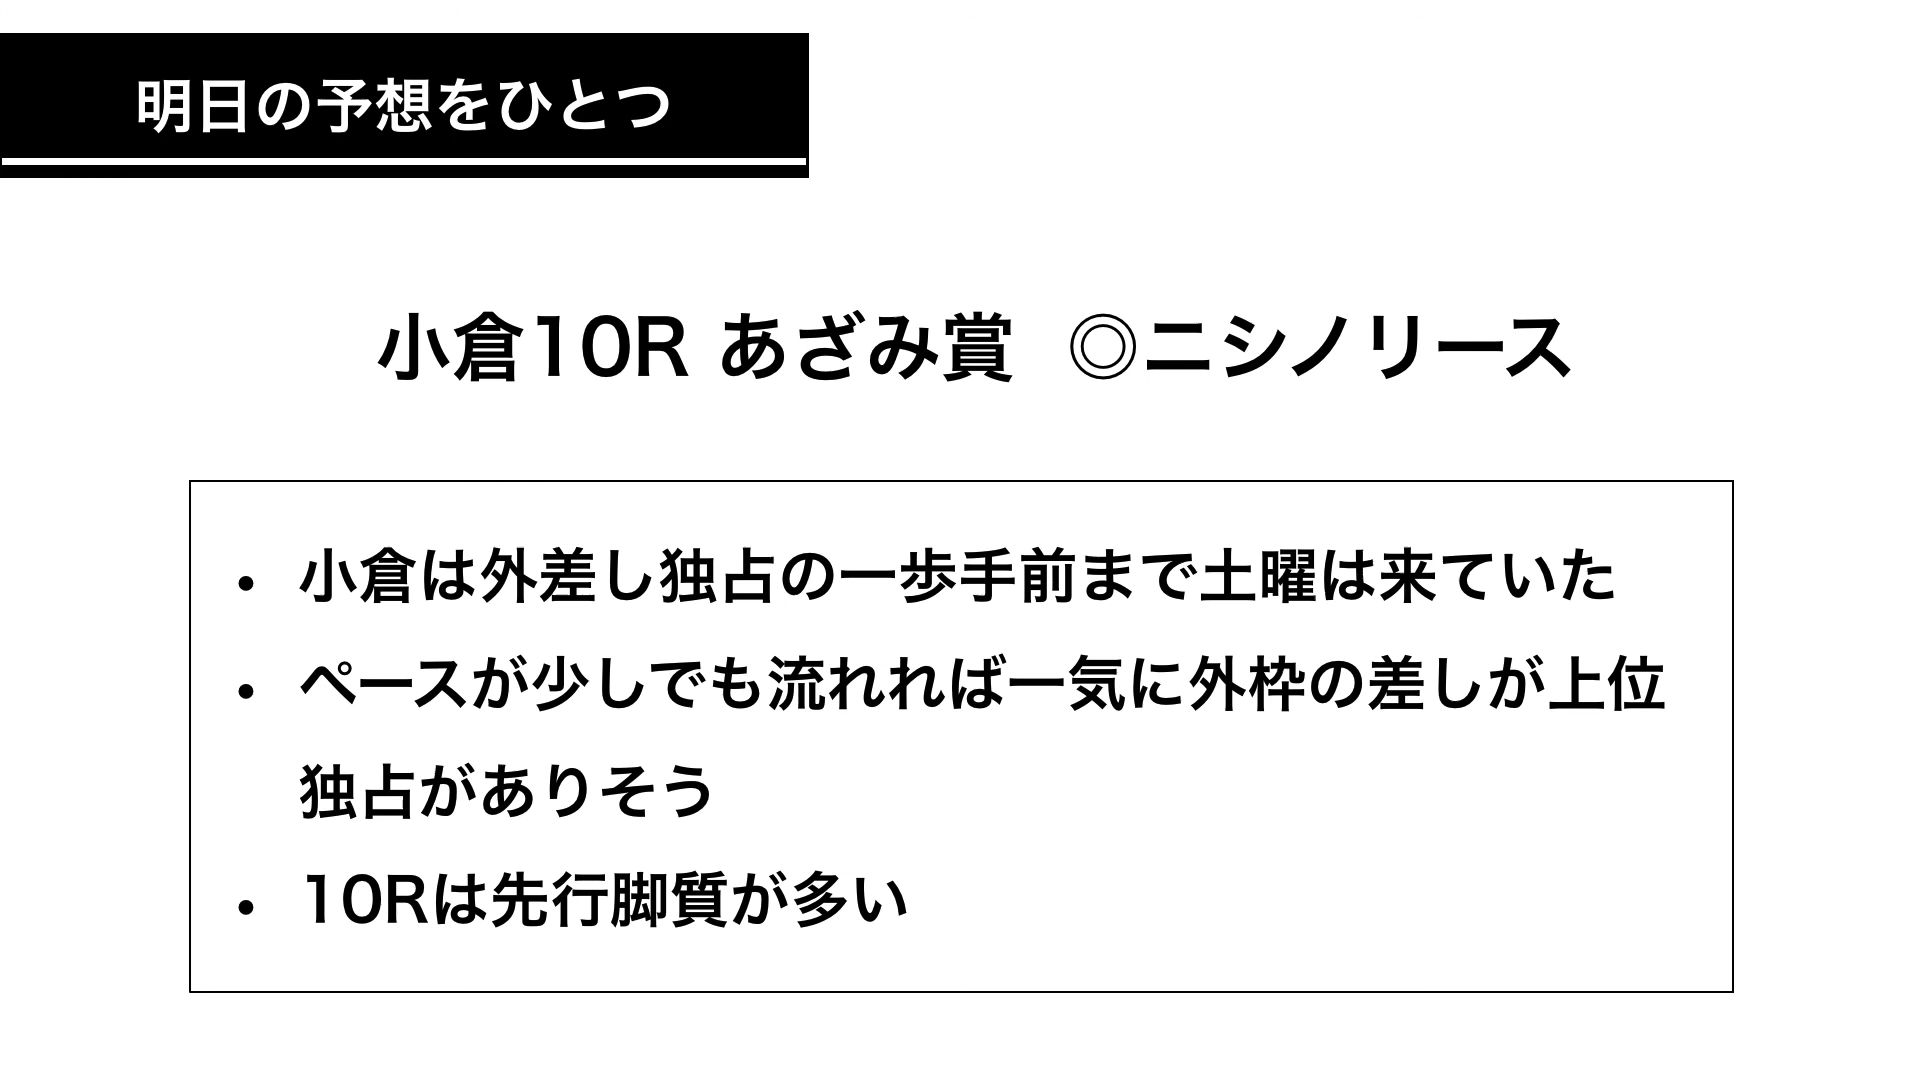 明日の予想をひとつ
小倉10R あざみ賞 ◎ニシノリース
• 小倉は外差し独占の一歩手前まで土曜は来ていた
• ペースが少しでも流れれば一気に外枠の差しが上位
独占がありそう
• 10Rは先行脚質が多い